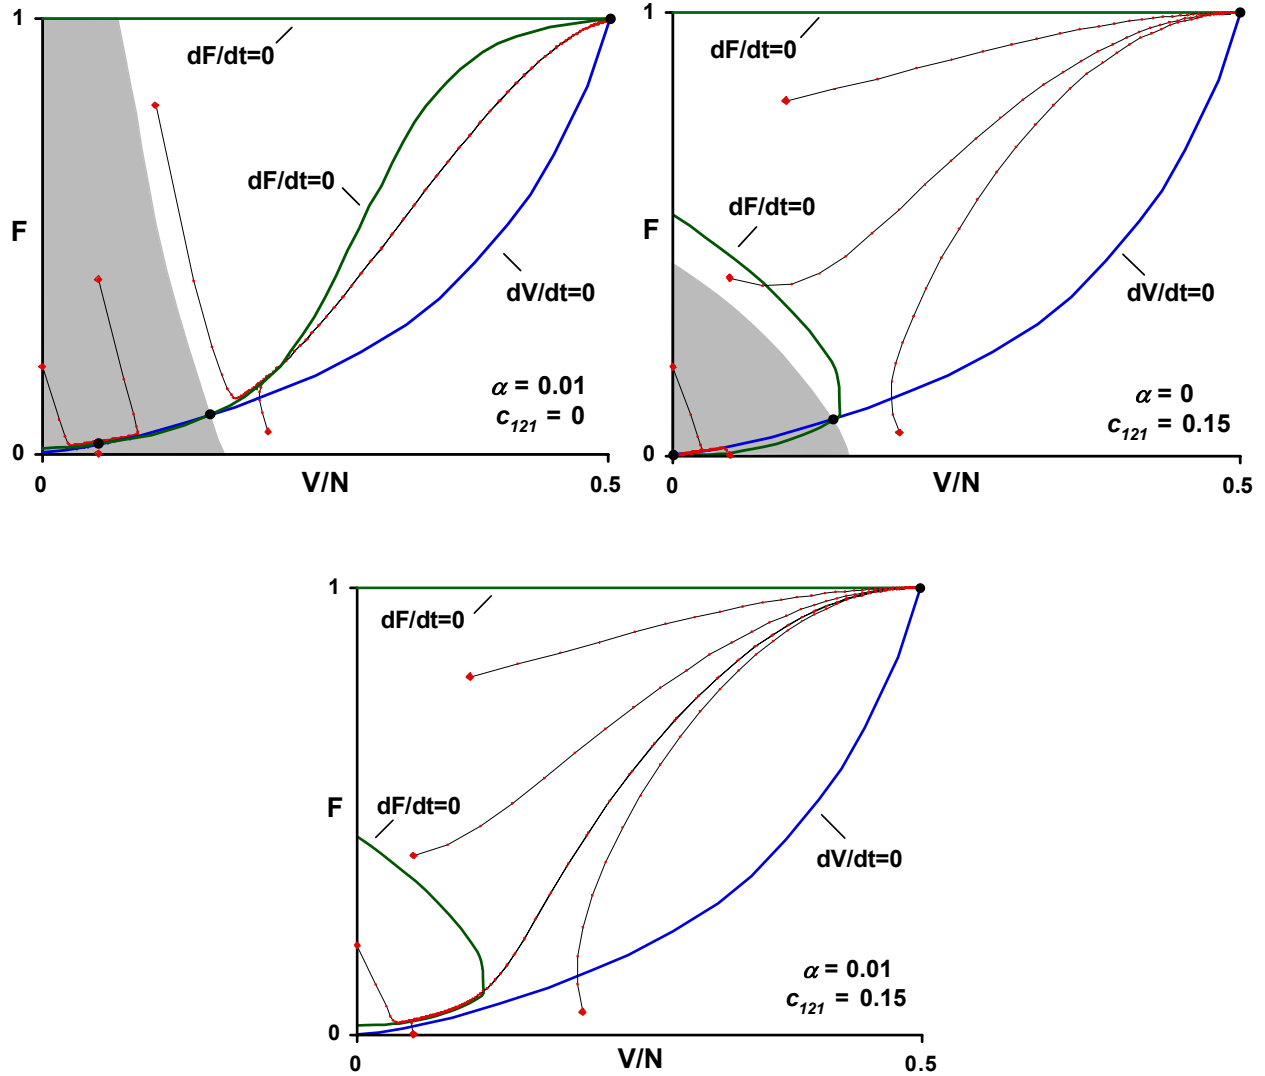 1
dF/dt=0
dF/dt=0
F
dV/dt=0
α = 0.01
c121 = 0
0
0
V/N
0.5
1
dF/dt=0
dF/dt=0
F
dV/dt=0
α = 0
c121 = 0.15
0
0
V/N
0.5
1
dF/dt=0
dF/dt=0
F
dV/dt=0
α = 0.01
c121 = 0.15
0
0
V/N
0.5